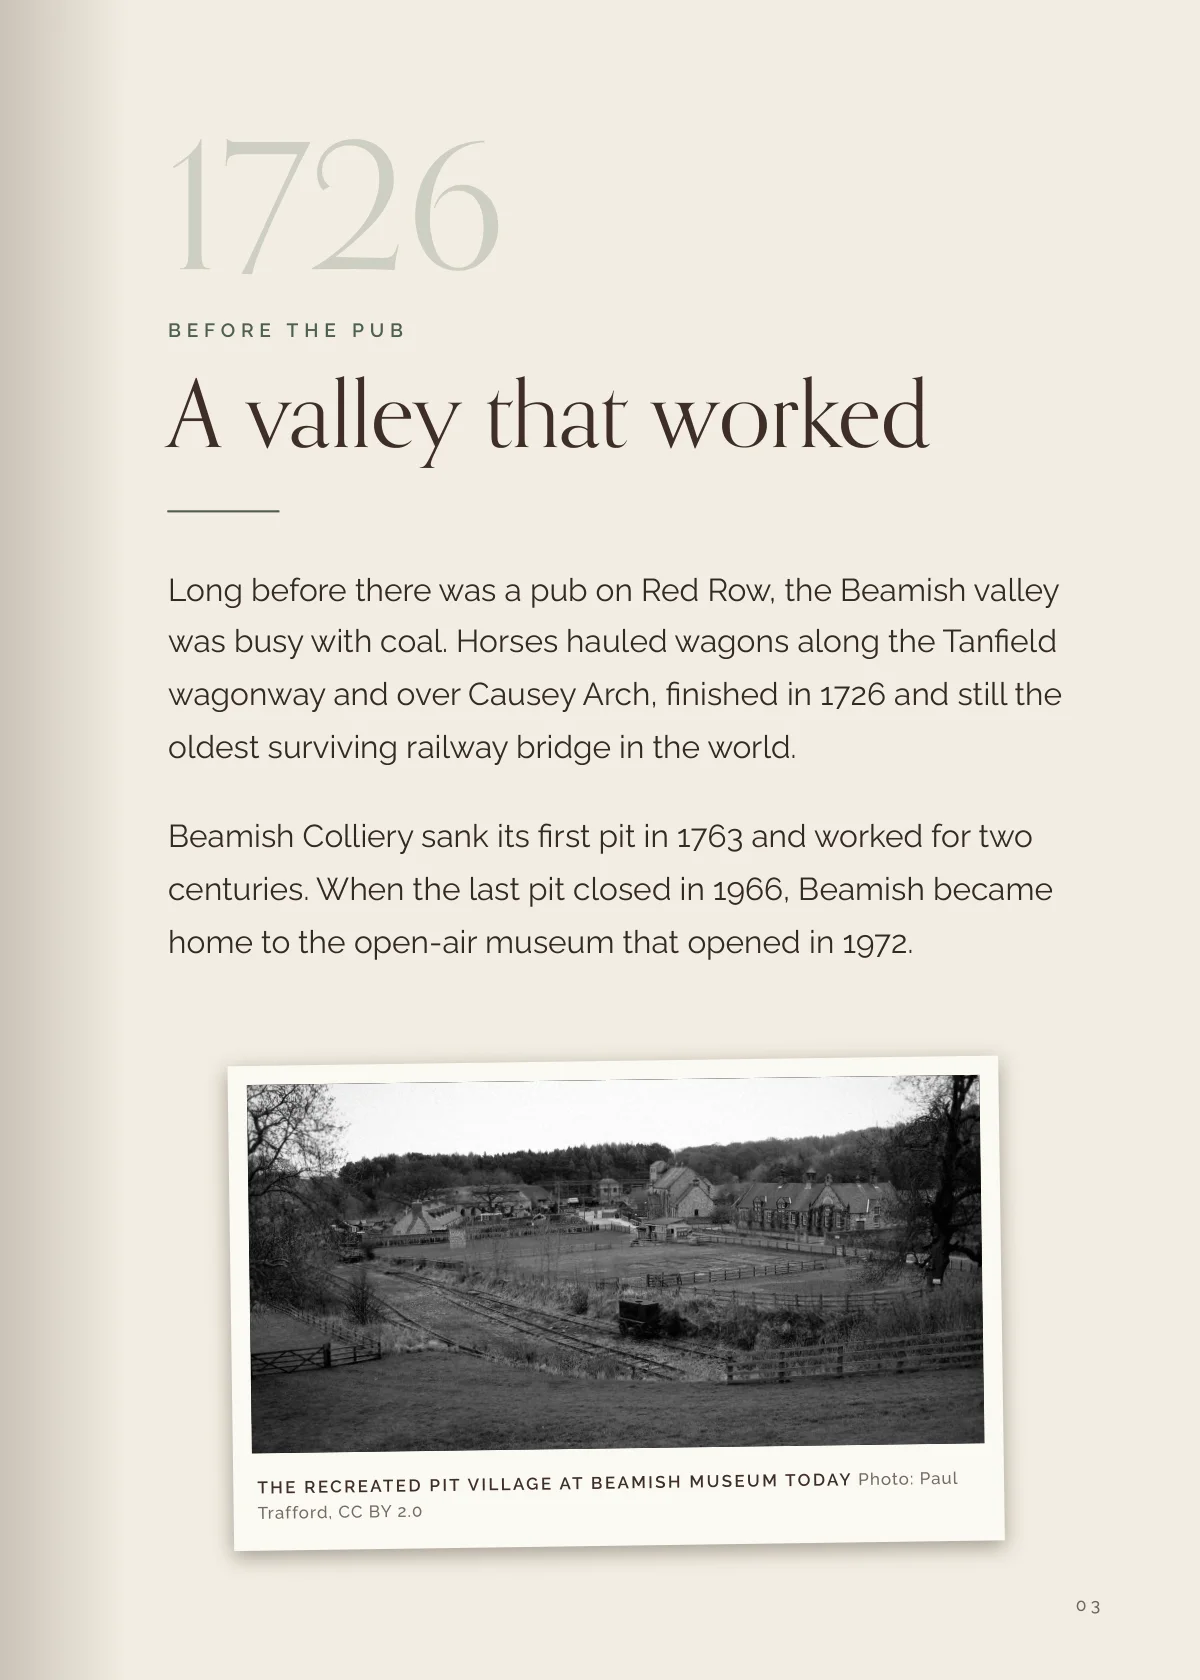 1726
BEFORE THE PUB
A valley that worked
Long before there was a pub on Red Row, the Beamish valley
was busy with coal. Horses hauled wagons along the Tanfield
wagonway and over Causey Arch, finished in 1726 and still the
oldest surviving railway bridge in the world.
Beamish Colliery sank its first pit in 1763 and worked for two
centuries. When the last pit closed in 1966, Beamish became
home to the open-air museum that opened in 1972.
THE RECREATED PIT VILLAGE AT BEAMISH MUSEUM TODAY Photo: Paul
Trafford, CC BY 2.0
03